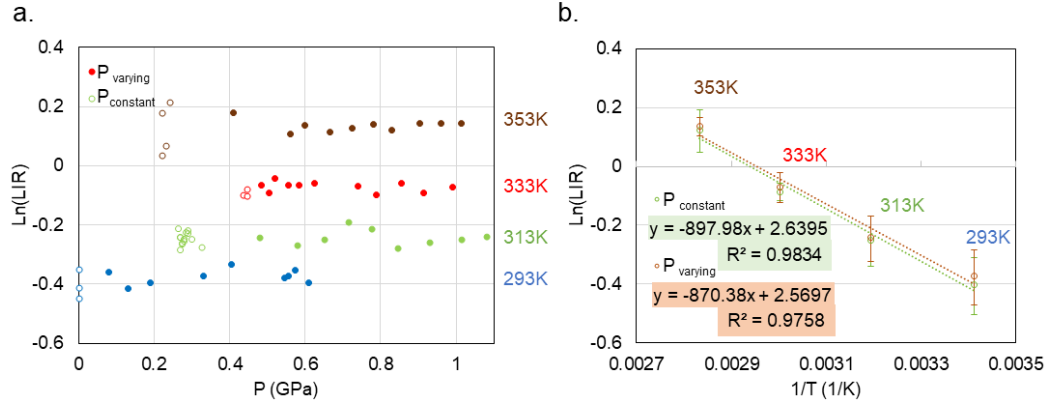 a.
Ln(LIR)
0.4
0.2
0
-0.2
-0.4
-0.6
P varying
P constant
353K
333K
313K
293K
0 0.2 0.4 0.6 0.8 1
P (GPa)
b.
Ln(LIR)
0.4
0.2
0
-0.2
-0.4
-0.6
353K
333K
313K
293K
P constant
y = -897.98x + 2.6395
R² = 0.9834
P varying
y = -870.38x + 2.5697
R² = 0.9758
0.0027 0.0029 0.0031 0.0033 0.0035
1/T (1/K)